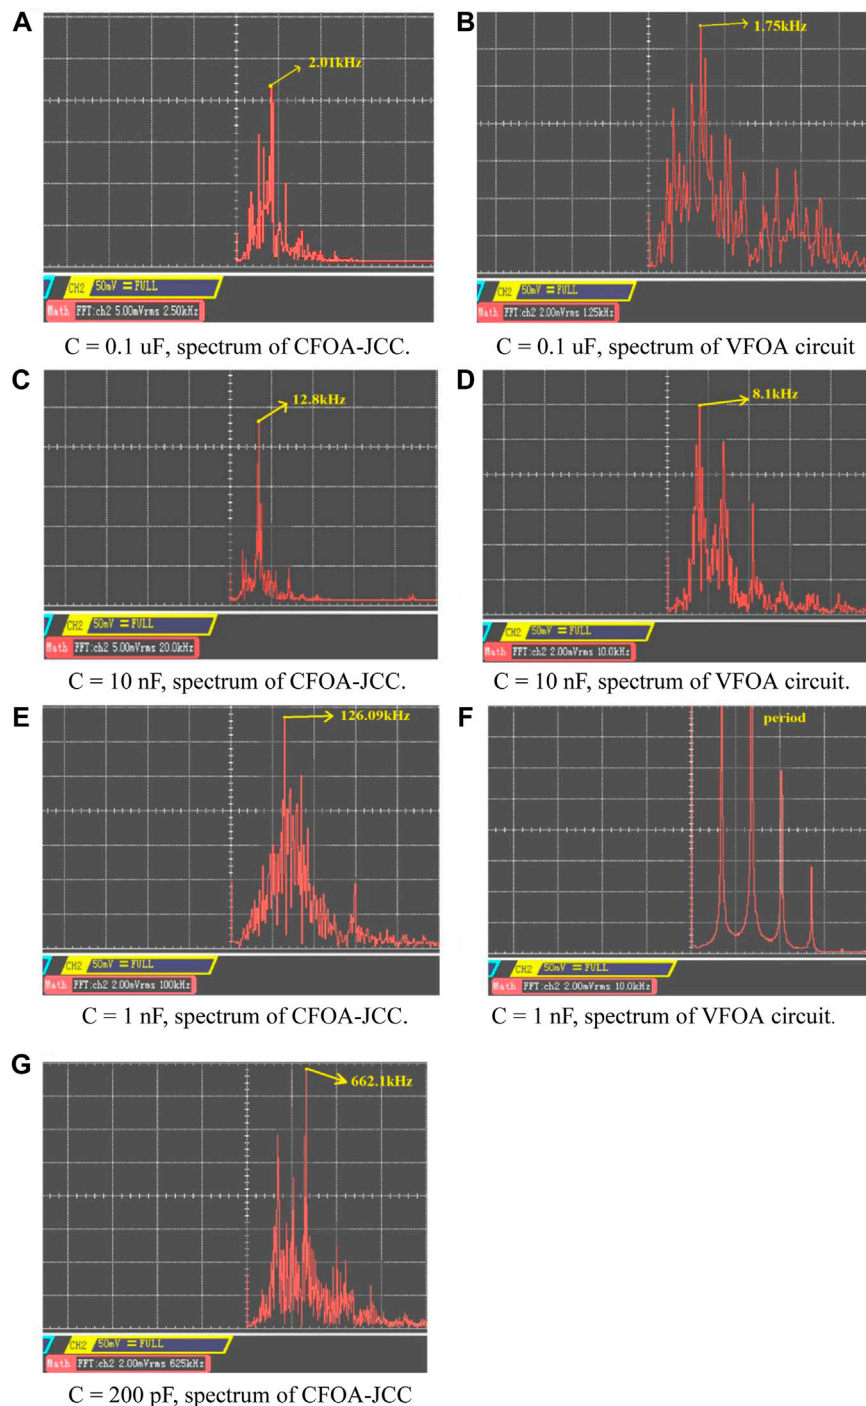 A
2.01kHz
CH2 50mV = FULL
Math FFT:ch2 5.00mVrms 2.50kHz
C = 0.1 uF, spectrum of CFOA-JCC.
B
1.75kHz
CH2 50mV = FULL
Math FFT:ch2 2.00mVrms 1.25kHz
C = 0.1 uF, spectrum of VFOA circuit
C
12.8kHz
CH2 50mV = FULL
Math FFT:ch2 5.00mVrms 20.0kHz
C = 10 nF, spectrum of CFOA-JCC.
D
8.1kHz
CH2 50mV = FULL
Math FFT:ch2 2.00mVrms 10.0kHz
C = 10 nF, spectrum of VFOA circuit.
E
126.09kHz
CH2 50mV = FULL
Math FFT:ch2 2.00mVrms 100kHz
C = 1 nF, spectrum of CFOA-JCC.
F
period
CH2 50mV = FULL
Math FFT:ch2 2.00mVrms 10.0kHz
C = 1 nF, spectrum of VFOA circuit.
G
662.1kHz
CH2 50mV = FULL
Math FFT:ch2 2.00mVrms 625kHz
C = 200 pF, spectrum of CFOA-JCC